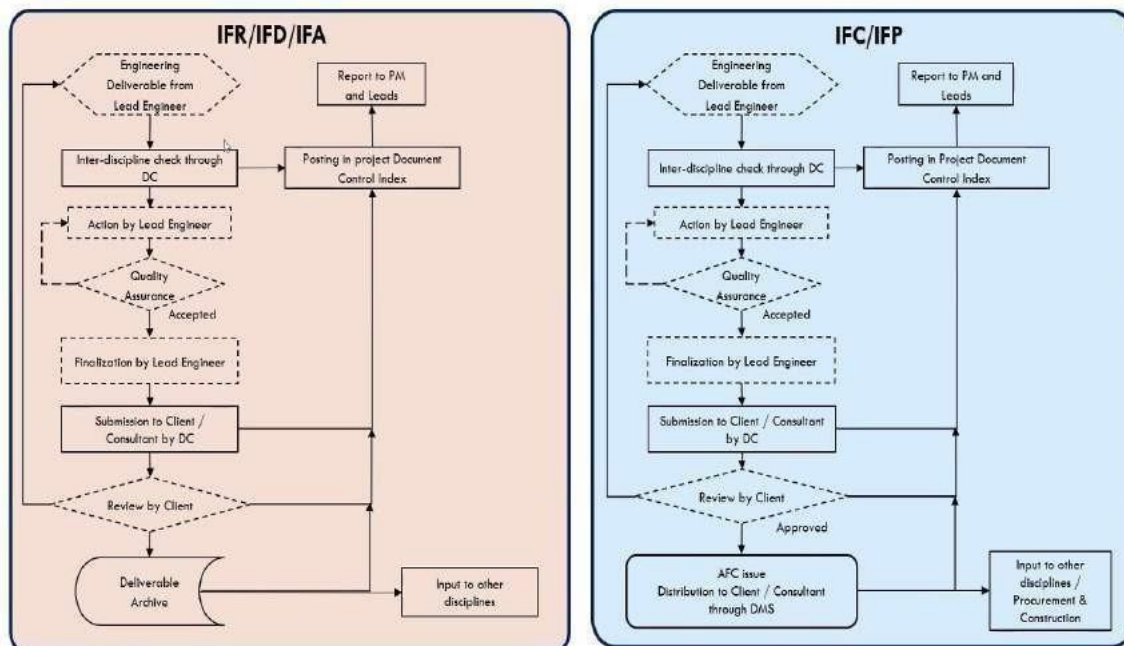 IFR/IFD/IFA
Engineering
Deliverable from
Lead Engineer
Report to PM
and Leads
Inter-discipline check through
DC
Posting in project Document
Control Index
Action by Lead Engineer
Quality
Assurance
Accepted
Finalization by Lead Engineer
Submission to Client /
Consultant by DC
Review by Client
Deliverable
Archive
Input to other
disciplines
IFC/IFP
Engineering
Deliverable from
Lead Engineer
Report to PM and
Leads
Inter-discipline check through DC
Posting in Project Document
Control Index
Action by Lead Engineer
Quality
Assurance
Accepted
Finalization by Lead Engineer
Submission to Client / Consultant
by DC
Review by Client
Approved
AFC issue
Distribution to Client / Consultant
through DMS
Input to other
disciplines /
Procurement &
Construction